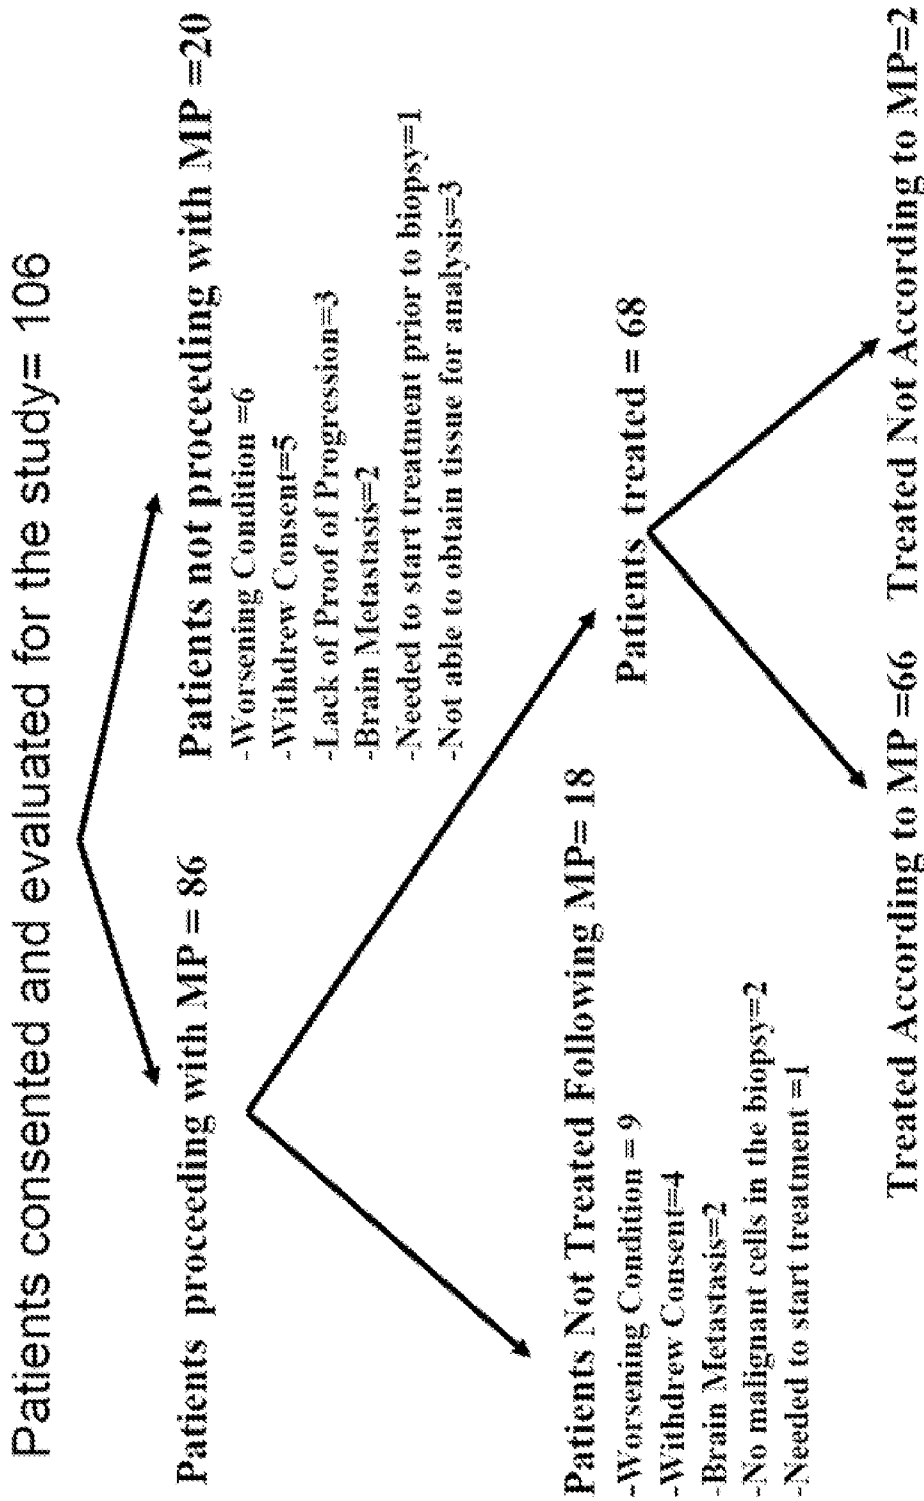 Patients consented and evaluated for the study= 106
Patients proceeding with MP = 86
Patients not proceeding with MP =20
-Worsening Condition =6
-Withdrew Consent=5
-Lack of Proof of Progression=3
-Brain Metastasis=2
-Needed to start treatment prior to biopsy=1
-Not able to obtain tissue for analysis=3
Patients Not Treated Following MP= 18
-Worsening Condition = 9
-Withdrew Consent=4
-Brain Metastasis=2
-No malignant cells in the biopsy=2
-Needed to start treatment =1
Patients treated = 68
Treated According to MP =66
Treated Not According to MP=2